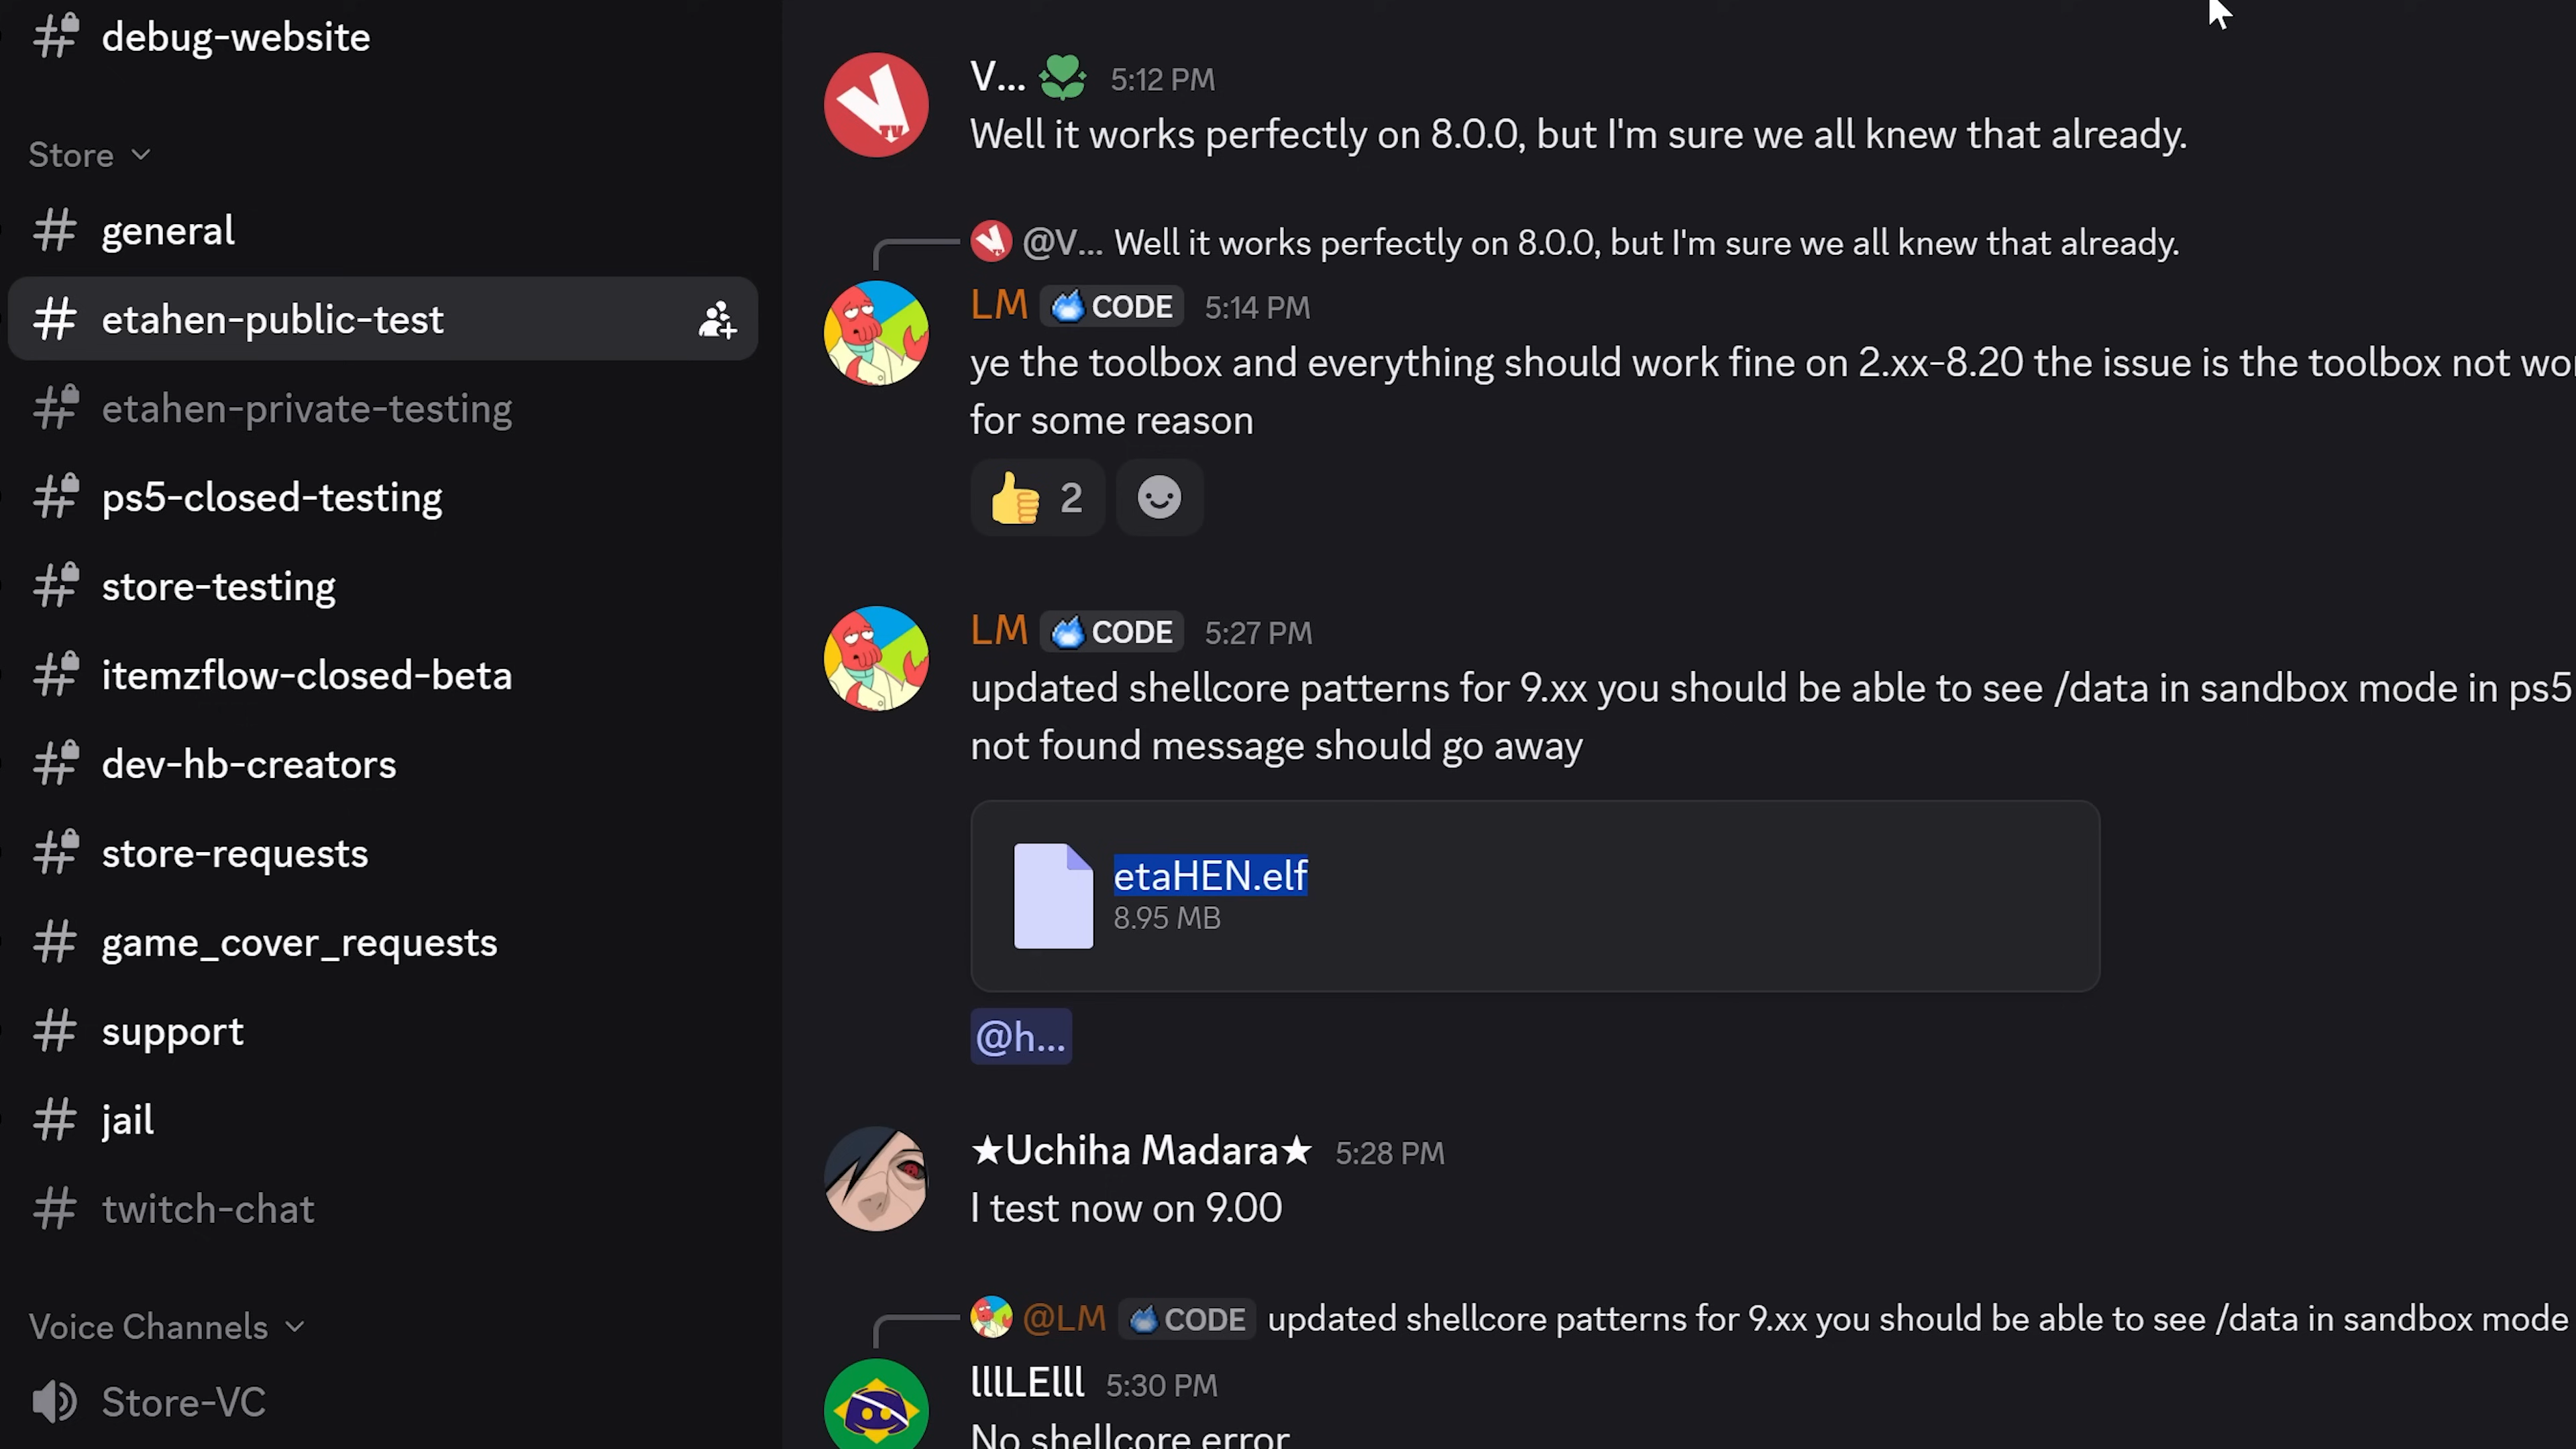 debug-website
Store
general
etahen-public-test
etahen-private-testing
ps5-closed-testing
store-testing
itemzflow-closed-beta
dev-hb-creators
store-requests
game_cover_requests
support
jail
twitch-chat
Voice Channels
Store-VC
V... 5:12 PM
Well it works perfectly on 8.0.0, but I'm sure we all knew that already.
@V... Well it works perfectly on 8.0.0, but I'm sure we all knew that already.
LM CODE 5:14 PM
ye the toolbox and everything should work fine on 2.xx-8.20 the issue is the toolbox not
for some reason
2
LM CODE 5:27 PM
updated shellcore patterns for 9.xx you should be able to see /data in sandbox mode in ps5
not found message should go away
etaHEN.elf
8.95 MB
@h...
★Uchiha Madara★ 5:28 PM
I test now on 9.00
@LM CODE updated shellcore patterns for 9.xx you should be able to see /data in sandbox mode
lllLElll 5:30 PM
No shellcore error